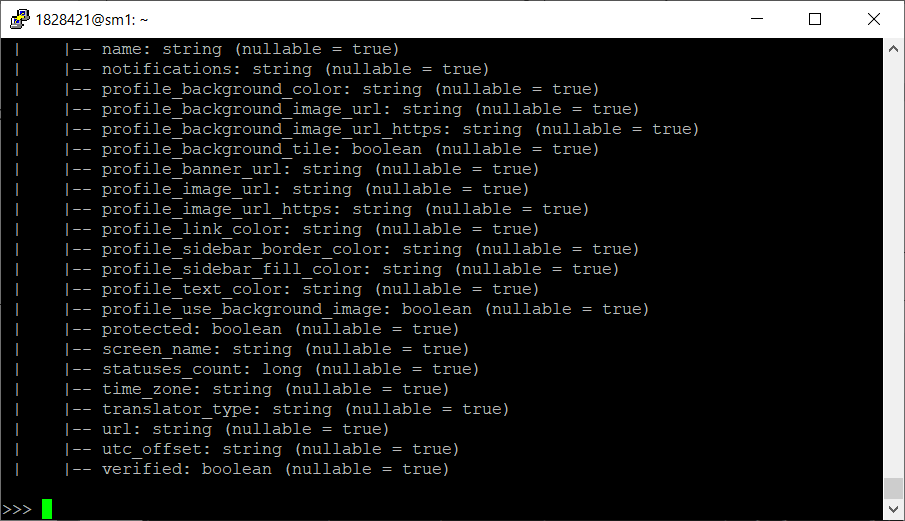 1828421@sm1: ~
 |    |-- name: string (nullable = true)
 |    |-- notifications: string (nullable = true)
 |    |-- profile_background_color: string (nullable = true)
 |    |-- profile_background_image_url: string (nullable = true)
 |    |-- profile_background_image_url_https: string (nullable = true)
 |    |-- profile_background_tile: boolean (nullable = true)
 |    |-- profile_banner_url: string (nullable = true)
 |    |-- profile_image_url: string (nullable = true)
 |    |-- profile_image_url_https: string (nullable = true)
 |    |-- profile_link_color: string (nullable = true)
 |    |-- profile_sidebar_border_color: string (nullable = true)
 |    |-- profile_sidebar_fill_color: string (nullable = true)
 |    |-- profile_text_color: string (nullable = true)
 |    |-- profile_use_background_image: boolean (nullable = true)
 |    |-- protected: boolean (nullable = true)
 |    |-- screen_name: string (nullable = true)
 |    |-- statuses_count: long (nullable = true)
 |    |-- time_zone: string (nullable = true)
 |    |-- translator_type: string (nullable = true)
 |    |-- url: string (nullable = true)
 |    |-- utc_offset: string (nullable = true)
 |    |-- verified: boolean (nullable = true)
>>>